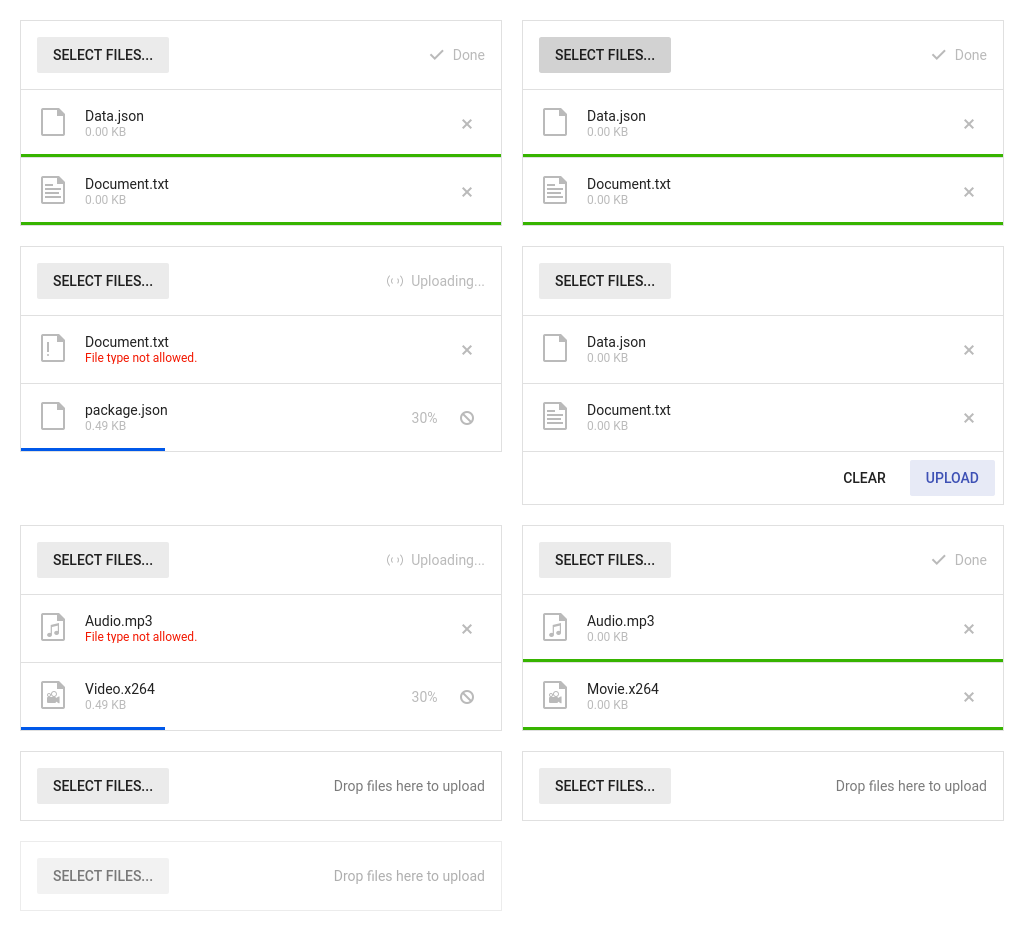 SELECT FILES...
Done
Data.json
0.00 KB
Document.txt
0.00 KB
SELECT FILES...
Done
Data.json
0.00 KB
Document.txt
0.00 KB
SELECT FILES...
Uploading...
Document.txt
File type not allowed.
package.json
0.49 KB
30%
SELECT FILES...
Data.json
0.00 KB
Document.txt
0.00 KB
CLEAR
UPLOAD
SELECT FILES...
Uploading...
Audio.mp3
File type not allowed.
Video.x264
0.49 KB
30%
SELECT FILES...
Done
Audio.mp3
0.00 KB
Movie.x264
0.00 KB
SELECT FILES...
Drop files here to upload
SELECT FILES...
Drop files here to upload
SELECT FILES...
Drop files here to upload